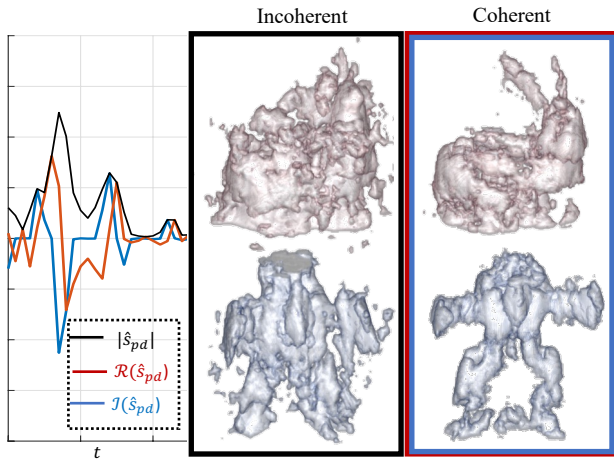 Incoherent
Coherent
|ŝ_pd|
ℛ(ŝ_pd)
ℐ(ŝ_pd)
t